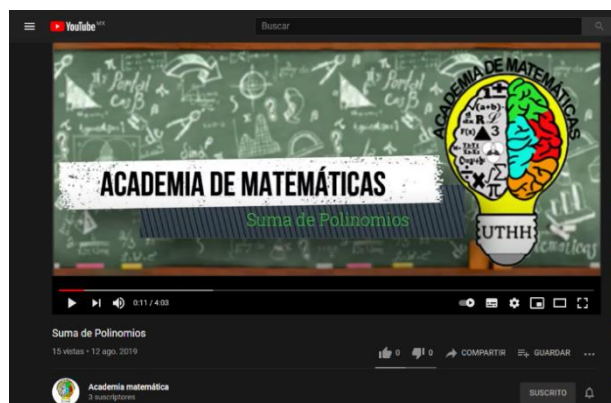 YouTube MX
Buscar
ACADEMIA DE MATEMÁTICAS
ACADEMIA DE MATEMÁTICAS
Suma de Polinomios
UTHH
0:11 / 4:03
Suma de Polinomios
15 vistas • 12 ago. 2019
0
0
COMPARTIR
GUARDAR
Academia matemática
3 suscriptores
SUSCRITO